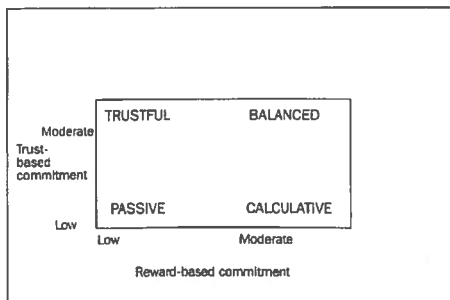 TRUSTFUL BALANCED
Moderate
Trust-
based
commitment
PASSIVE CALCULATIVE
Low
Low Moderate
Reward-based commitment